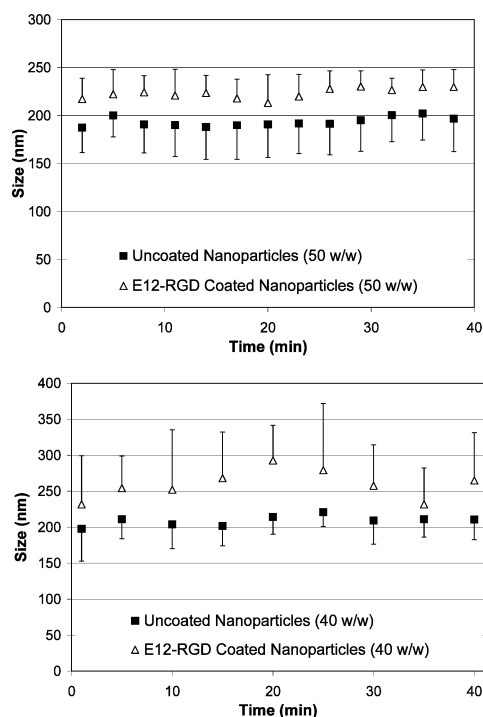 300
250
200
150
100
50
0
Size (nm)
Uncoated Nanoparticles (50 w/w)
E12-RGD Coated Nanoparticles (50 w/w)
0 10 20 30 40
Time (min)
400
350
300
250
200
150
100
50
0
Size (nm)
Uncoated Nanoparticles (40 w/w)
E12-RGD Coated Nanoparticles (40 w/w)
0 10 20 30 40
Time (min)